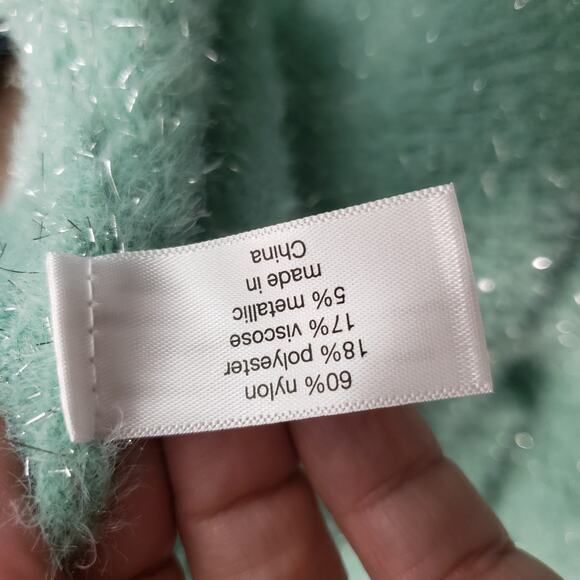 60% nylon
18% polyester
17% viscose
5% metallic
made in
China